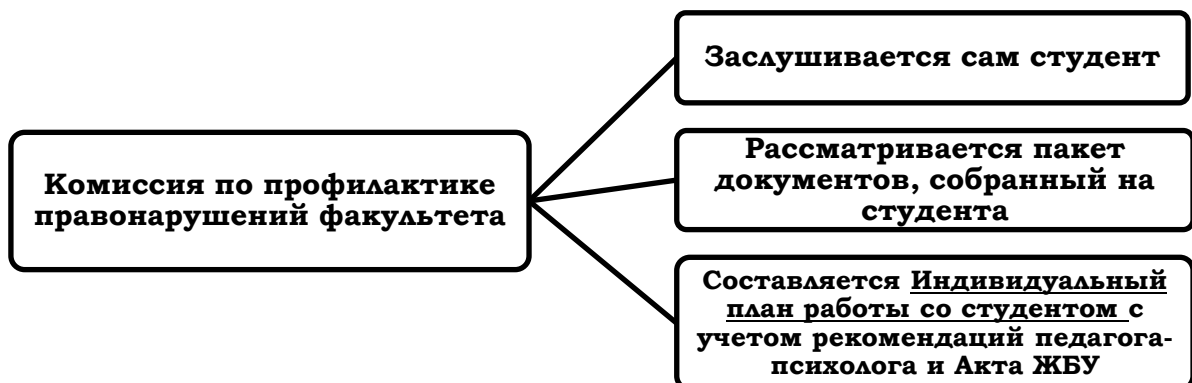 Заслушивается сам студент
Комиссия по профилактике
правонарушений факультета
Рассматривается пакет
документов, собранный на
студента
Составляется Индивидуальный
план работы со студентом с
учетом рекомендаций педагога-
психолога и Акта ЖБУ